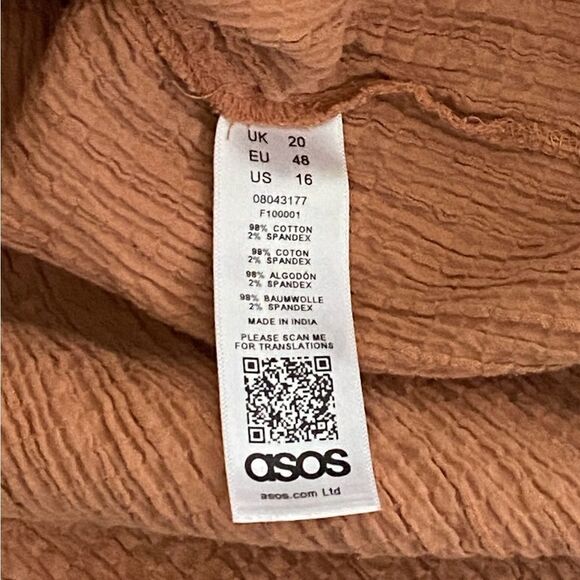 UK 20
EU 48
US 16
08043177
F100001
98% COTTON
2% SPANDEX
98% COTON
2% SPANDEX
98% ALGODÓN
2% SPANDEX
98% BAUMWOLLE
2% SPANDEX
MADE IN INDIA
PLEASE SCAN ME
FOR TRANSLATIONS
asos
asos.com Ltd